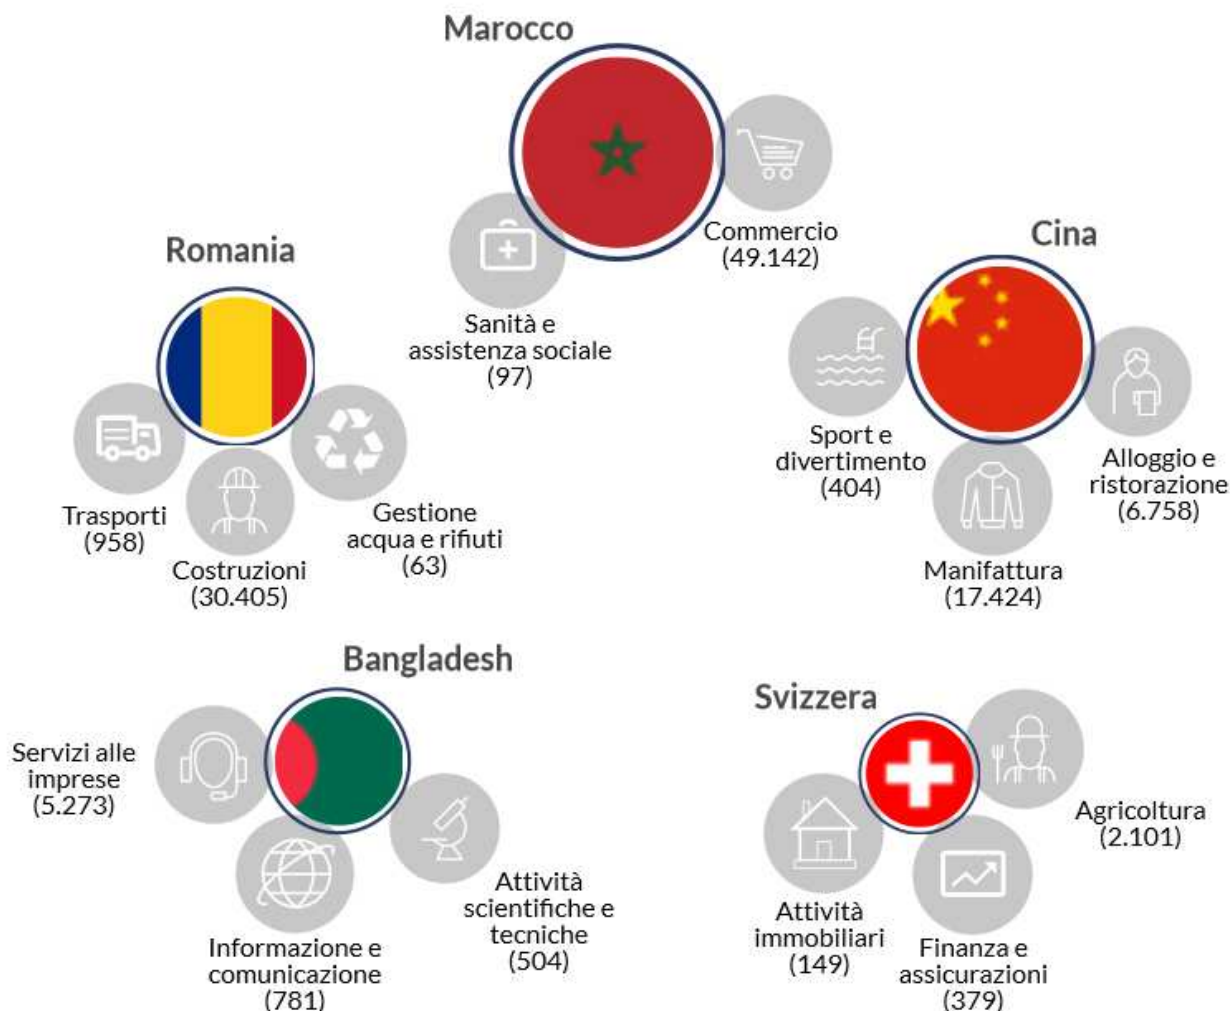 Marocco
Commercio
(49.142)
Sanità e
assistenza sociale
(97)
Romania
Trasporti
(958)
Costruzioni
(30.405)
Gestione
acqua e rifiuti
(63)
Cina
Sport e
divertimento
(404)
Manifattura
(17.424)
Alloggio e
ristorazione
(6.758)
Bangladesh
Servizi alle
imprese
(5.273)
Informazione e
comunicazione
(781)
Attività
scientifiche e
tecniche
(504)
Svizzera
Attività
immobiliari
(149)
Finanza e
assicurazioni
(379)
Agricoltura
(2.101)